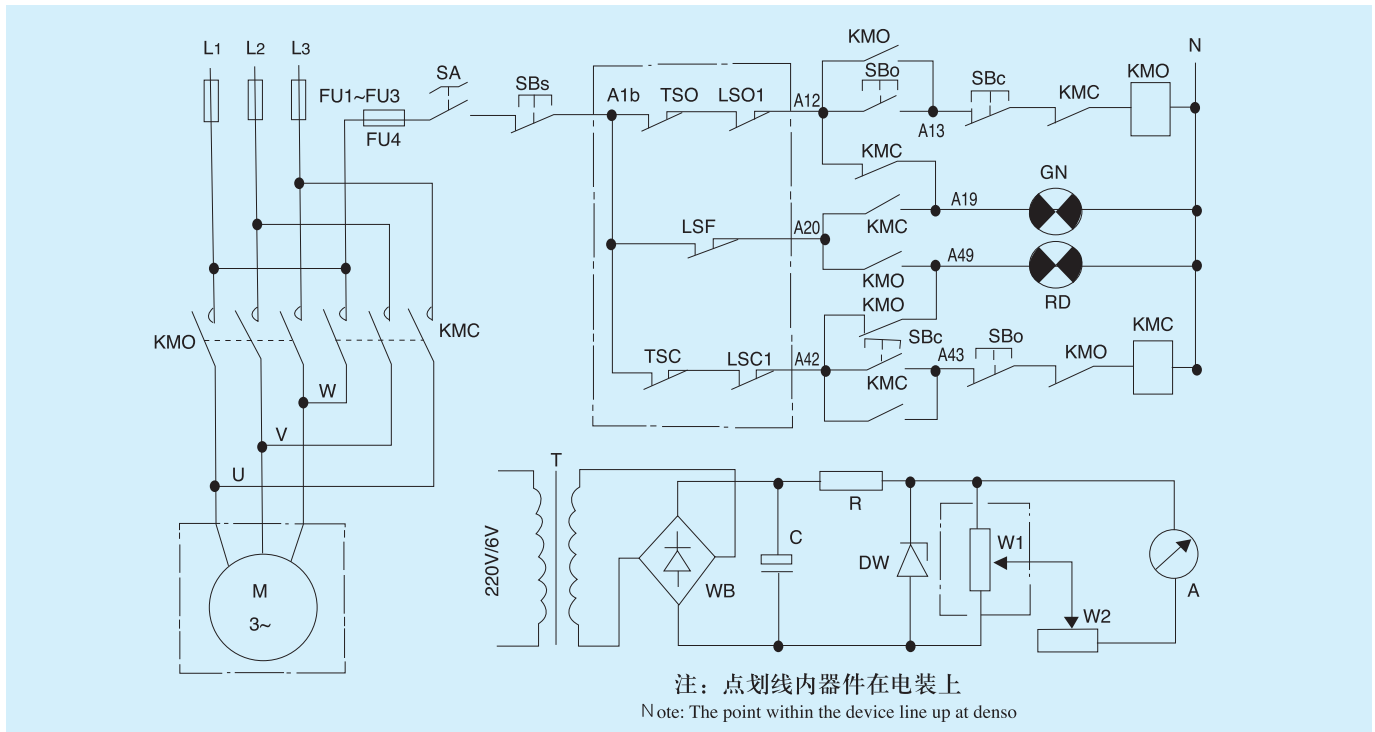 L1 L2 L3
KMO
N
SA
SBs
SBo
SBc
KMO
FU1~FU3
A1b
TSO
LSO1
A12
KMC
FU4
A13
KMC
GN
A19
LSF
A20
KMC
A49
KMO
RD
KMO
KMO
KMC
SBc
SBo
KMC
TSC
LSC1
A42
A43
KMO
KMC
W
V
U
T
220V/6V
R
C
W1
DW
WB
A
M
3~
W2
注：点划线内器件在电装上
Note: The point within the device line up at denso